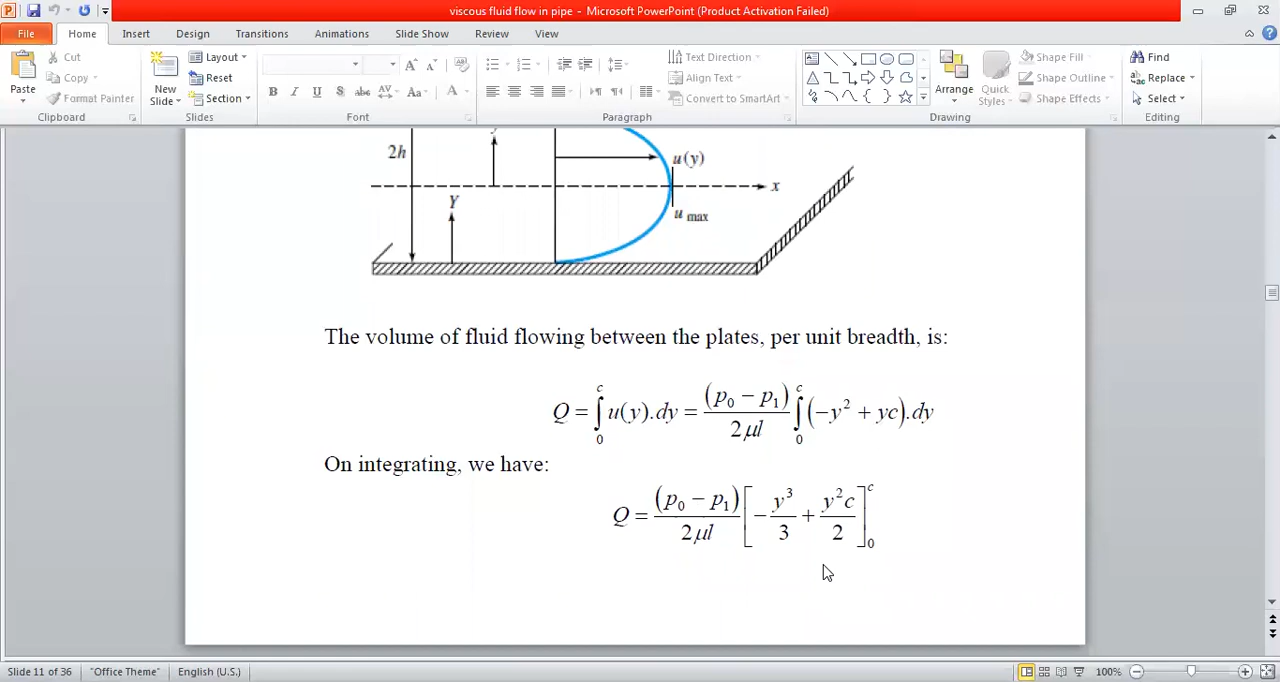 viscous fluid flow in pipe - Microsoft PowerPoint (Product Activation Failed)
File Home Insert Design Transitions Animations Slide Show Review View
Paste
Cut
Copy
Format Painter
Clipboard
New Slide
Layout
Reset
Section
Slides
B I U S abc AV Aa A
Font
Text Direction
Align Text
Convert to SmartArt
Paragraph
Arrange
Quick Styles
Shape Fill
Shape Outline
Shape Effects
Drawing
Find
Replace
Select
Editing
2h
u(y)
x
Y
u max
The volume of fluid flowing between the plates, per unit breadth, is:
Q = ∫₀ᶜ u(y).dy = (p₀ − p₁) / 2μl ∫₀ᶜ (−y² + yc).dy
On integrating, we have:
Q = (p₀ − p₁) / 2μl [ − y³ / 3 + y²c / 2 ]₀ᶜ
Slide 11 of 36 "Office Theme" English (U.S.) 100%